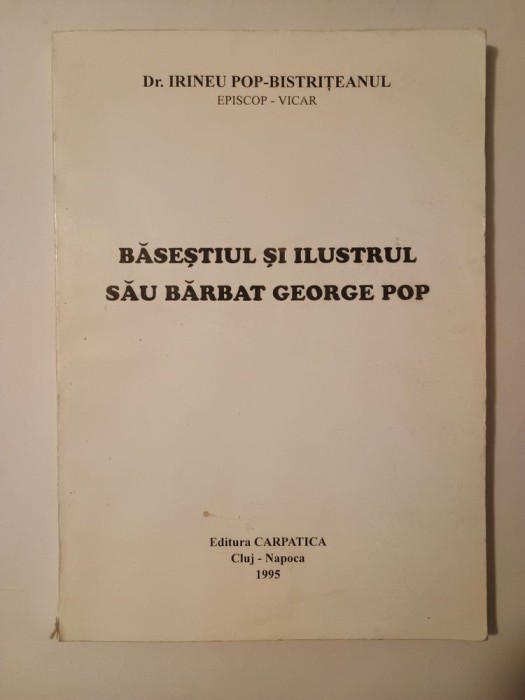 Dr. IRINEU POP-BISTRIȚEANUL
EPISCOP - VICAR
BĂSEȘTIUL ȘI ILUSTRUL
SĂU BĂRBAT GEORGE POP
Editura CARPATICA
Cluj - Napoca
1995